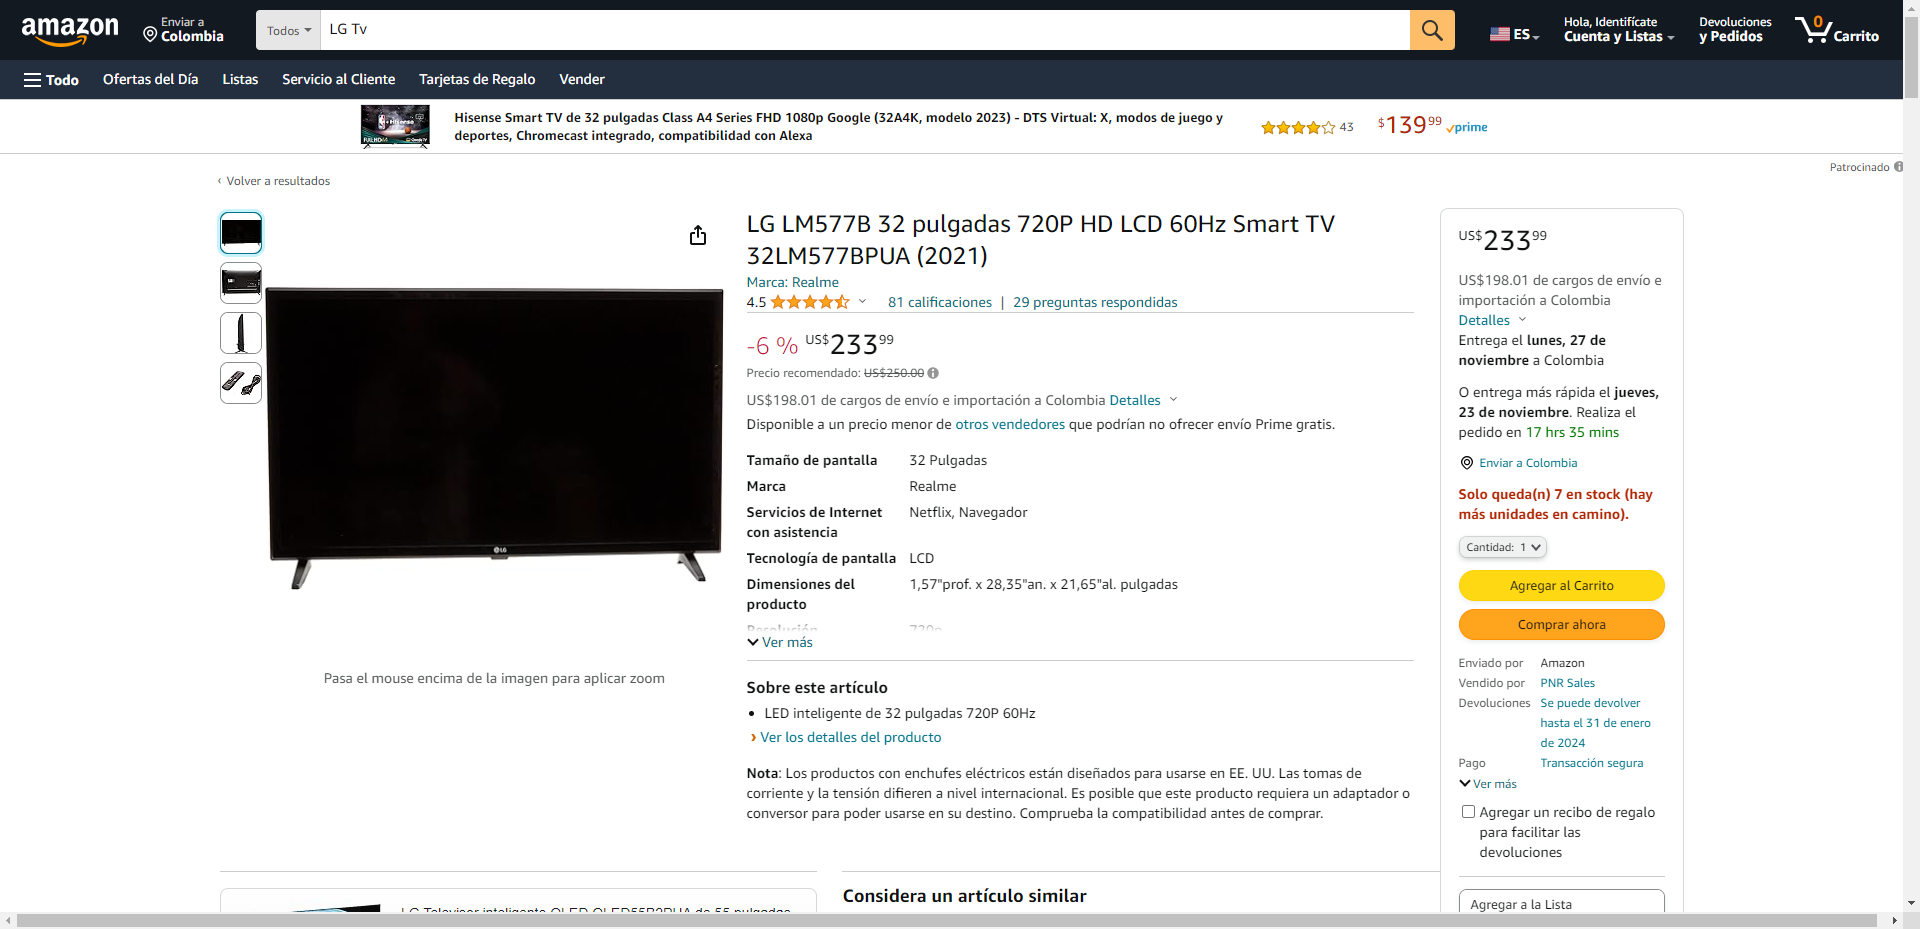 amazon
Enviar a
Colombia
Todos
LG Tv
ES
Hola, Identifícate
Cuenta y Listas
Devoluciones
y Pedidos
0
Carrito
Todo
Ofertas del Día
Listas
Servicio al Cliente
Tarjetas de Regalo
Vender
Hisense Smart TV de 32 pulgadas Class A4 Series FHD 1080p Google (32A4K, modelo 2023) - DTS Virtual: X, modos de juego y
deportes, Chromecast integrado, compatibilidad con Alexa
43
$13999
prime
Patrocinado
‹ Volver a resultados
LG
Pasa el mouse encima de la imagen para aplicar zoom
LG LM577B 32 pulgadas 720P HD LCD 60Hz Smart TV
32LM577BPUA (2021)
Marca: Realme
4.5
81 calificaciones | 29 preguntas respondidas
-6 % US$23399
Precio recomendado: US$250.00
US$198.01 de cargos de envío e importación a Colombia Detalles
Disponible a un precio menor de otros vendedores que podrían no ofrecer envío Prime gratis.
Tamaño de pantalla 32 Pulgadas
Marca Realme
Servicios de Internet Netflix, Navegador
con asistencia
Tecnología de pantalla LCD
Dimensiones del 1,57"prof. x 28,35"an. x 21,65"al. pulgadas
producto
Resolución 720p
Ver más
Sobre este artículo
• LED inteligente de 32 pulgadas 720P 60Hz
› Ver los detalles del producto
Nota: Los productos con enchufes eléctricos están diseñados para usarse en EE. UU. Las tomas de
corriente y la tensión difieren a nivel internacional. Es posible que este producto requiera un adaptador o
conversor para poder usarse en su destino. Comprueba la compatibilidad antes de comprar.
US$23399
US$198.01 de cargos de envío e
importación a Colombia
Detalles
Entrega el lunes, 27 de
noviembre a Colombia
O entrega más rápida el jueves,
23 de noviembre. Realiza el
pedido en 17 hrs 35 mins
Enviar a Colombia
Solo queda(n) 7 en stock (hay
más unidades en camino).
Cantidad: 1
Agregar al Carrito
Comprar ahora
Enviado por Amazon
Vendido por PNR Sales
Devoluciones Se puede devolver
hasta el 31 de enero
de 2024
Pago Transacción segura
Ver más
Agregar un recibo de regalo
para facilitar las
devoluciones
Agregar a la Lista
LG Televisor inteligente OLED OLED55B2PUA de 55 pulgadas
Considera un artículo similar